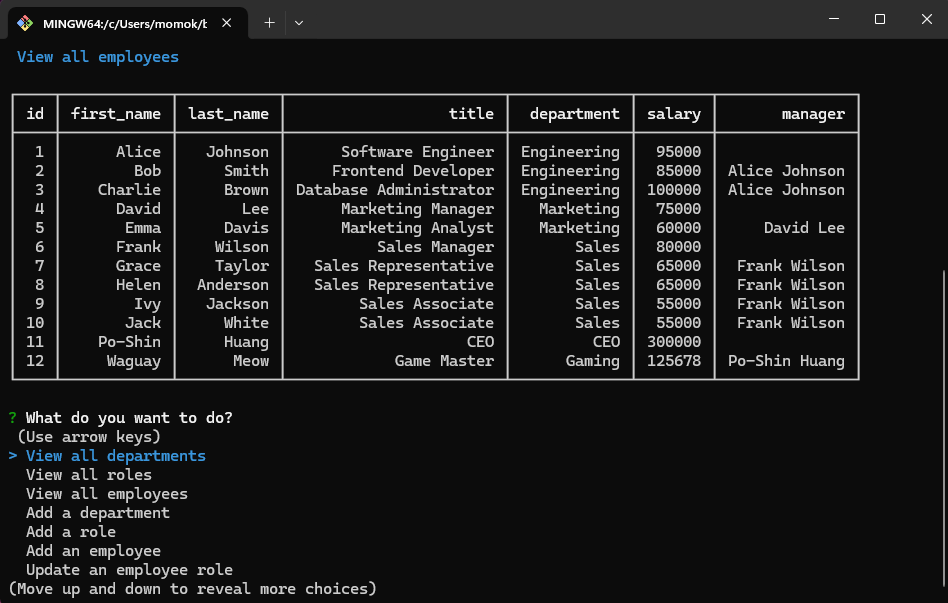 MINGW64:/c/Users/momok/b
View all employees
id first_name last_name title department salary manager
1 Alice Johnson Software Engineer Engineering 95000
2 Bob Smith Frontend Developer Engineering 85000 Alice Johnson
3 Charlie Brown Database Administrator Engineering 100000 Alice Johnson
4 David Lee Marketing Manager Marketing 75000
5 Emma Davis Marketing Analyst Marketing 60000 David Lee
6 Frank Wilson Sales Manager Sales 80000
7 Grace Taylor Sales Representative Sales 65000 Frank Wilson
8 Helen Anderson Sales Representative Sales 65000 Frank Wilson
9 Ivy Jackson Sales Associate Sales 55000 Frank Wilson
10 Jack White Sales Associate Sales 55000 Frank Wilson
11 Po-Shin Huang CEO CEO 300000
12 Waguay Meow Game Master Gaming 125678 Po-Shin Huang
? What do you want to do?
(Use arrow keys)
> View all departments
View all roles
View all employees
Add a department
Add a role
Add an employee
Update an employee role
(Move up and down to reveal more choices)